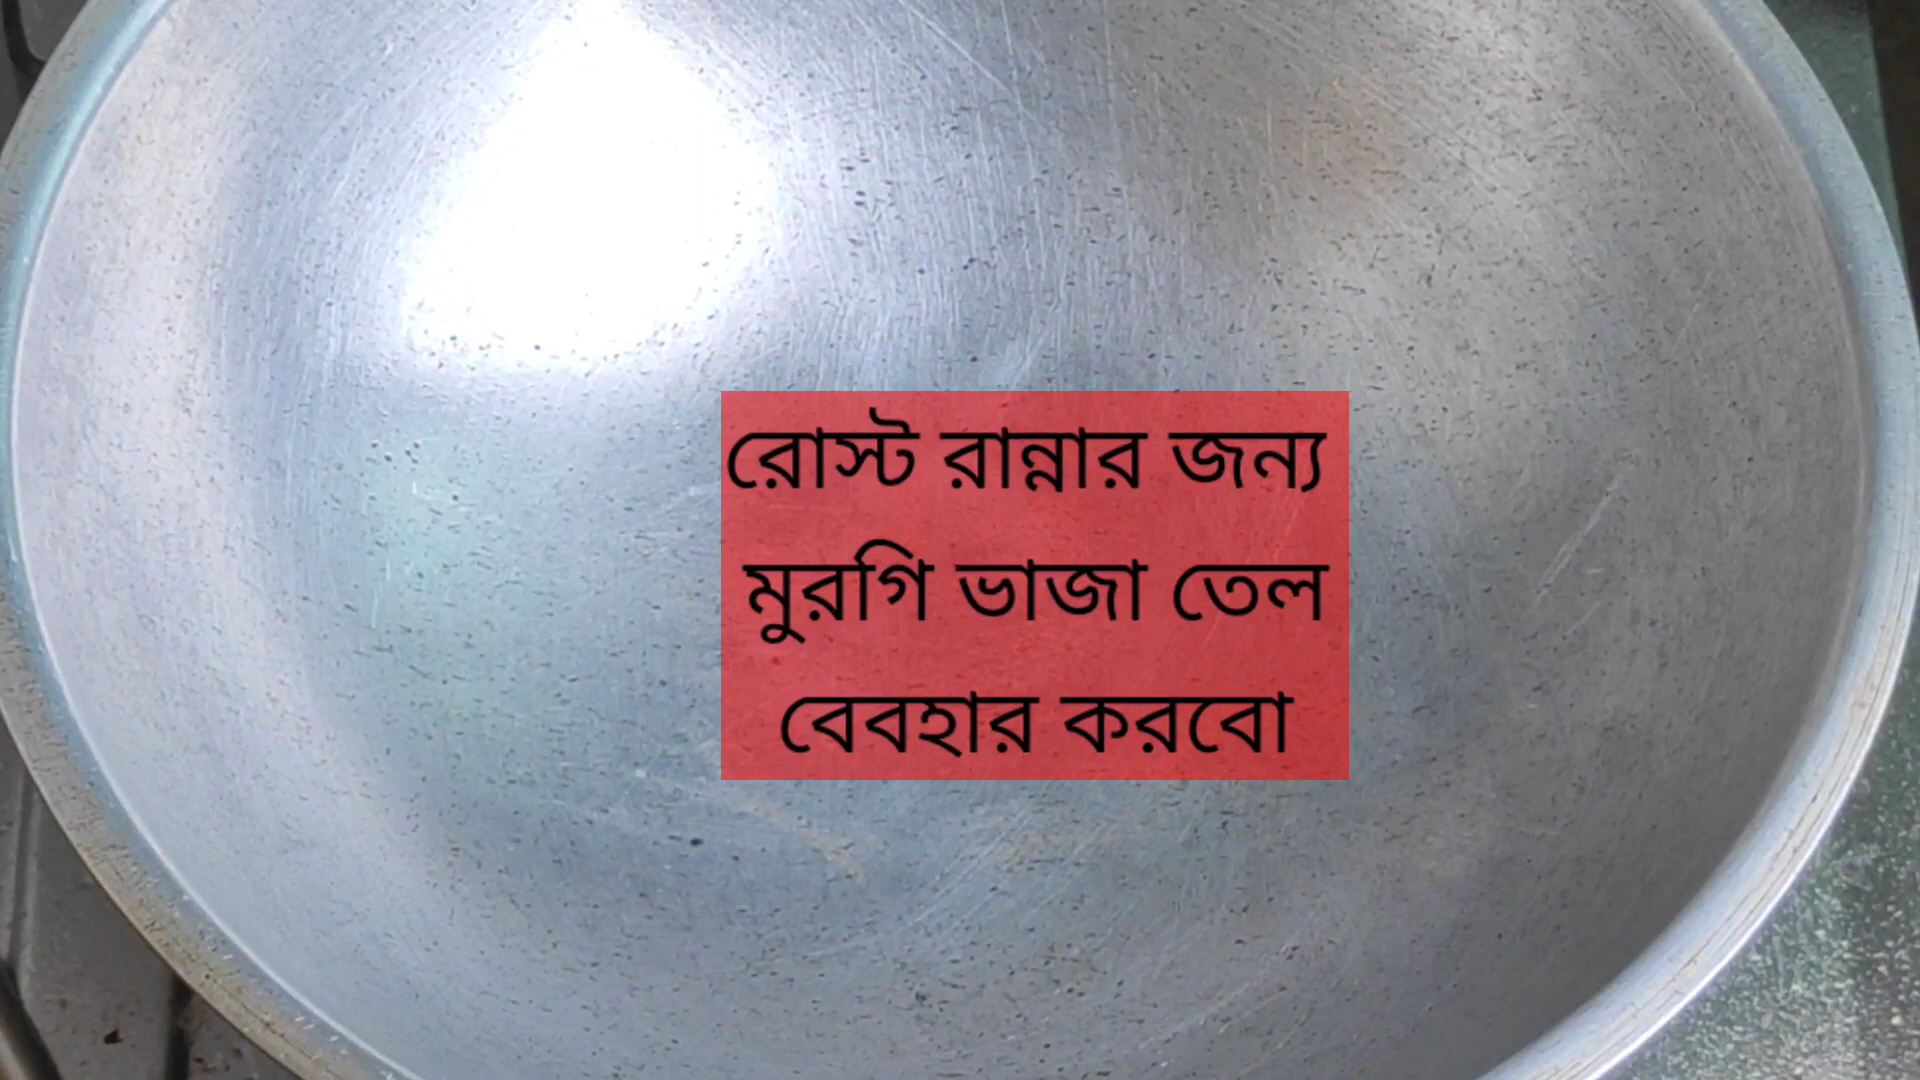 রোস্ট রান্নার জন্য
মুরগি ভাজা তেল
বেবহার করবো